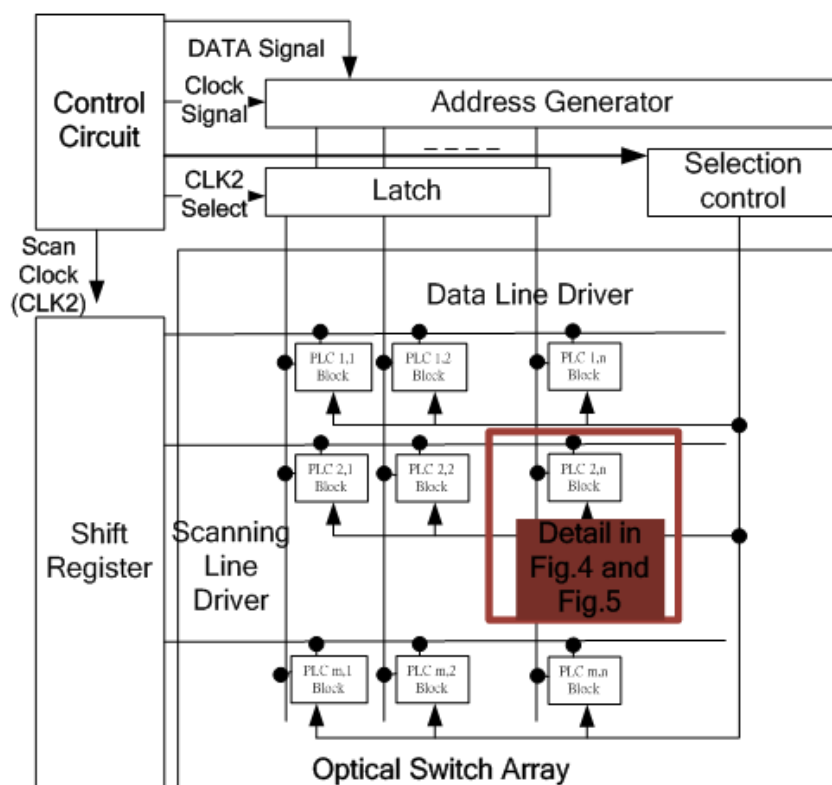 DATA Signal
Control
Circuit
Clock
Signal
Address Generator
CLK2
Select
Latch
Selection
control
Scan
Clock
(CLK2)
Data Line Driver
PLC 1,1
Block
PLC 1,2
Block
PLC 1,n
Block
PLC 2,1
Block
PLC 2,2
Block
PLC 2,n
Block
Shift
Register
Scanning
Line
Driver
Detail in
Fig.4 and
Fig.5
PLC m,1
Block
PLC m,2
Block
PLC m,n
Block
Optical Switch Array